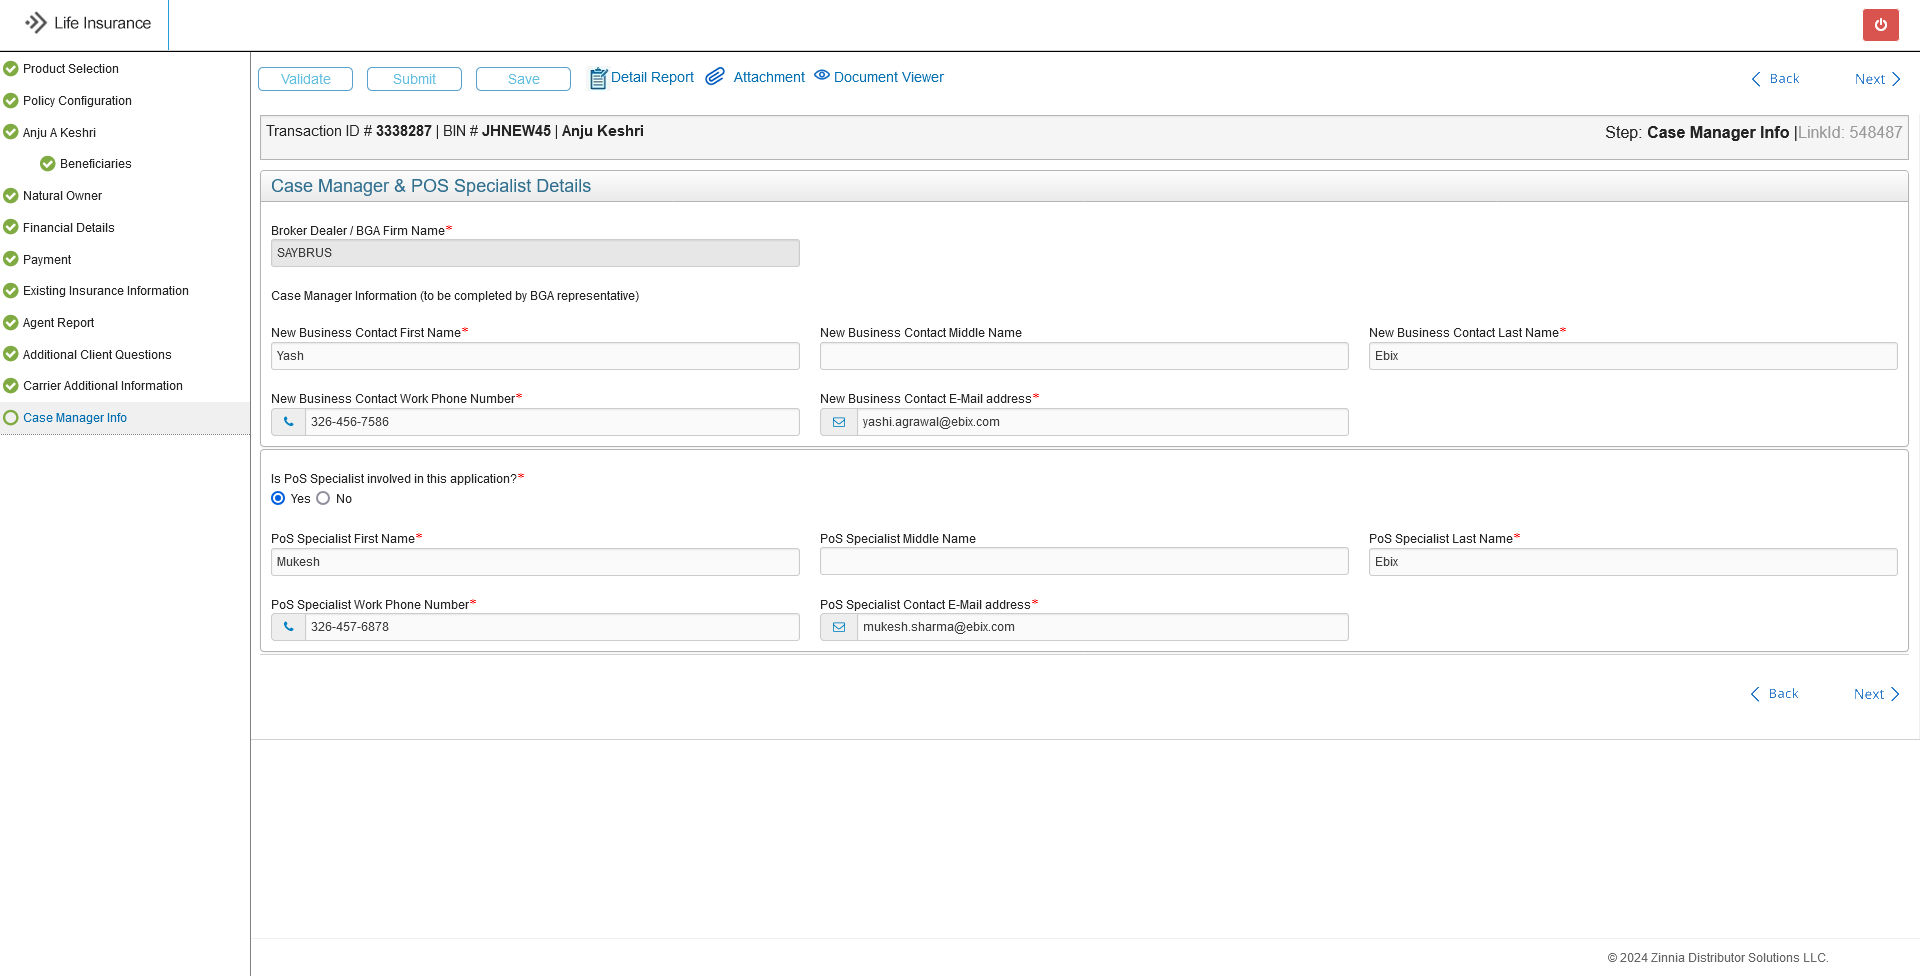 Life Insurance
Product Selection
Policy Configuration
Anju A Keshri
Beneficiaries
Natural Owner
Financial Details
Payment
Existing Insurance Information
Agent Report
Additional Client Questions
Carrier Additional Information
Case Manager Info
Validate Submit Save Detail Report Attachment Document Viewer Back Next
Transaction ID # 3338287 | BIN # JHNEW45 | Anju Keshri Step: Case Manager Info |LinkId: 548487
Case Manager & POS Specialist Details
Broker Dealer / BGA Firm Name*
SAYBRUS
Case Manager Information (to be completed by BGA representative)
New Business Contact First Name* New Business Contact Middle Name New Business Contact Last Name*
Yash Ebix
New Business Contact Work Phone Number* New Business Contact E-Mail address*
326-456-7586 yashi.agrawal@ebix.com
Is PoS Specialist involved in this application?*
Yes No
PoS Specialist First Name* PoS Specialist Middle Name PoS Specialist Last Name*
Mukesh Ebix
PoS Specialist Work Phone Number* PoS Specialist Contact E-Mail address*
326-457-6878 mukesh.sharma@ebix.com
Back Next
© 2024 Zinnia Distributor Solutions LLC.